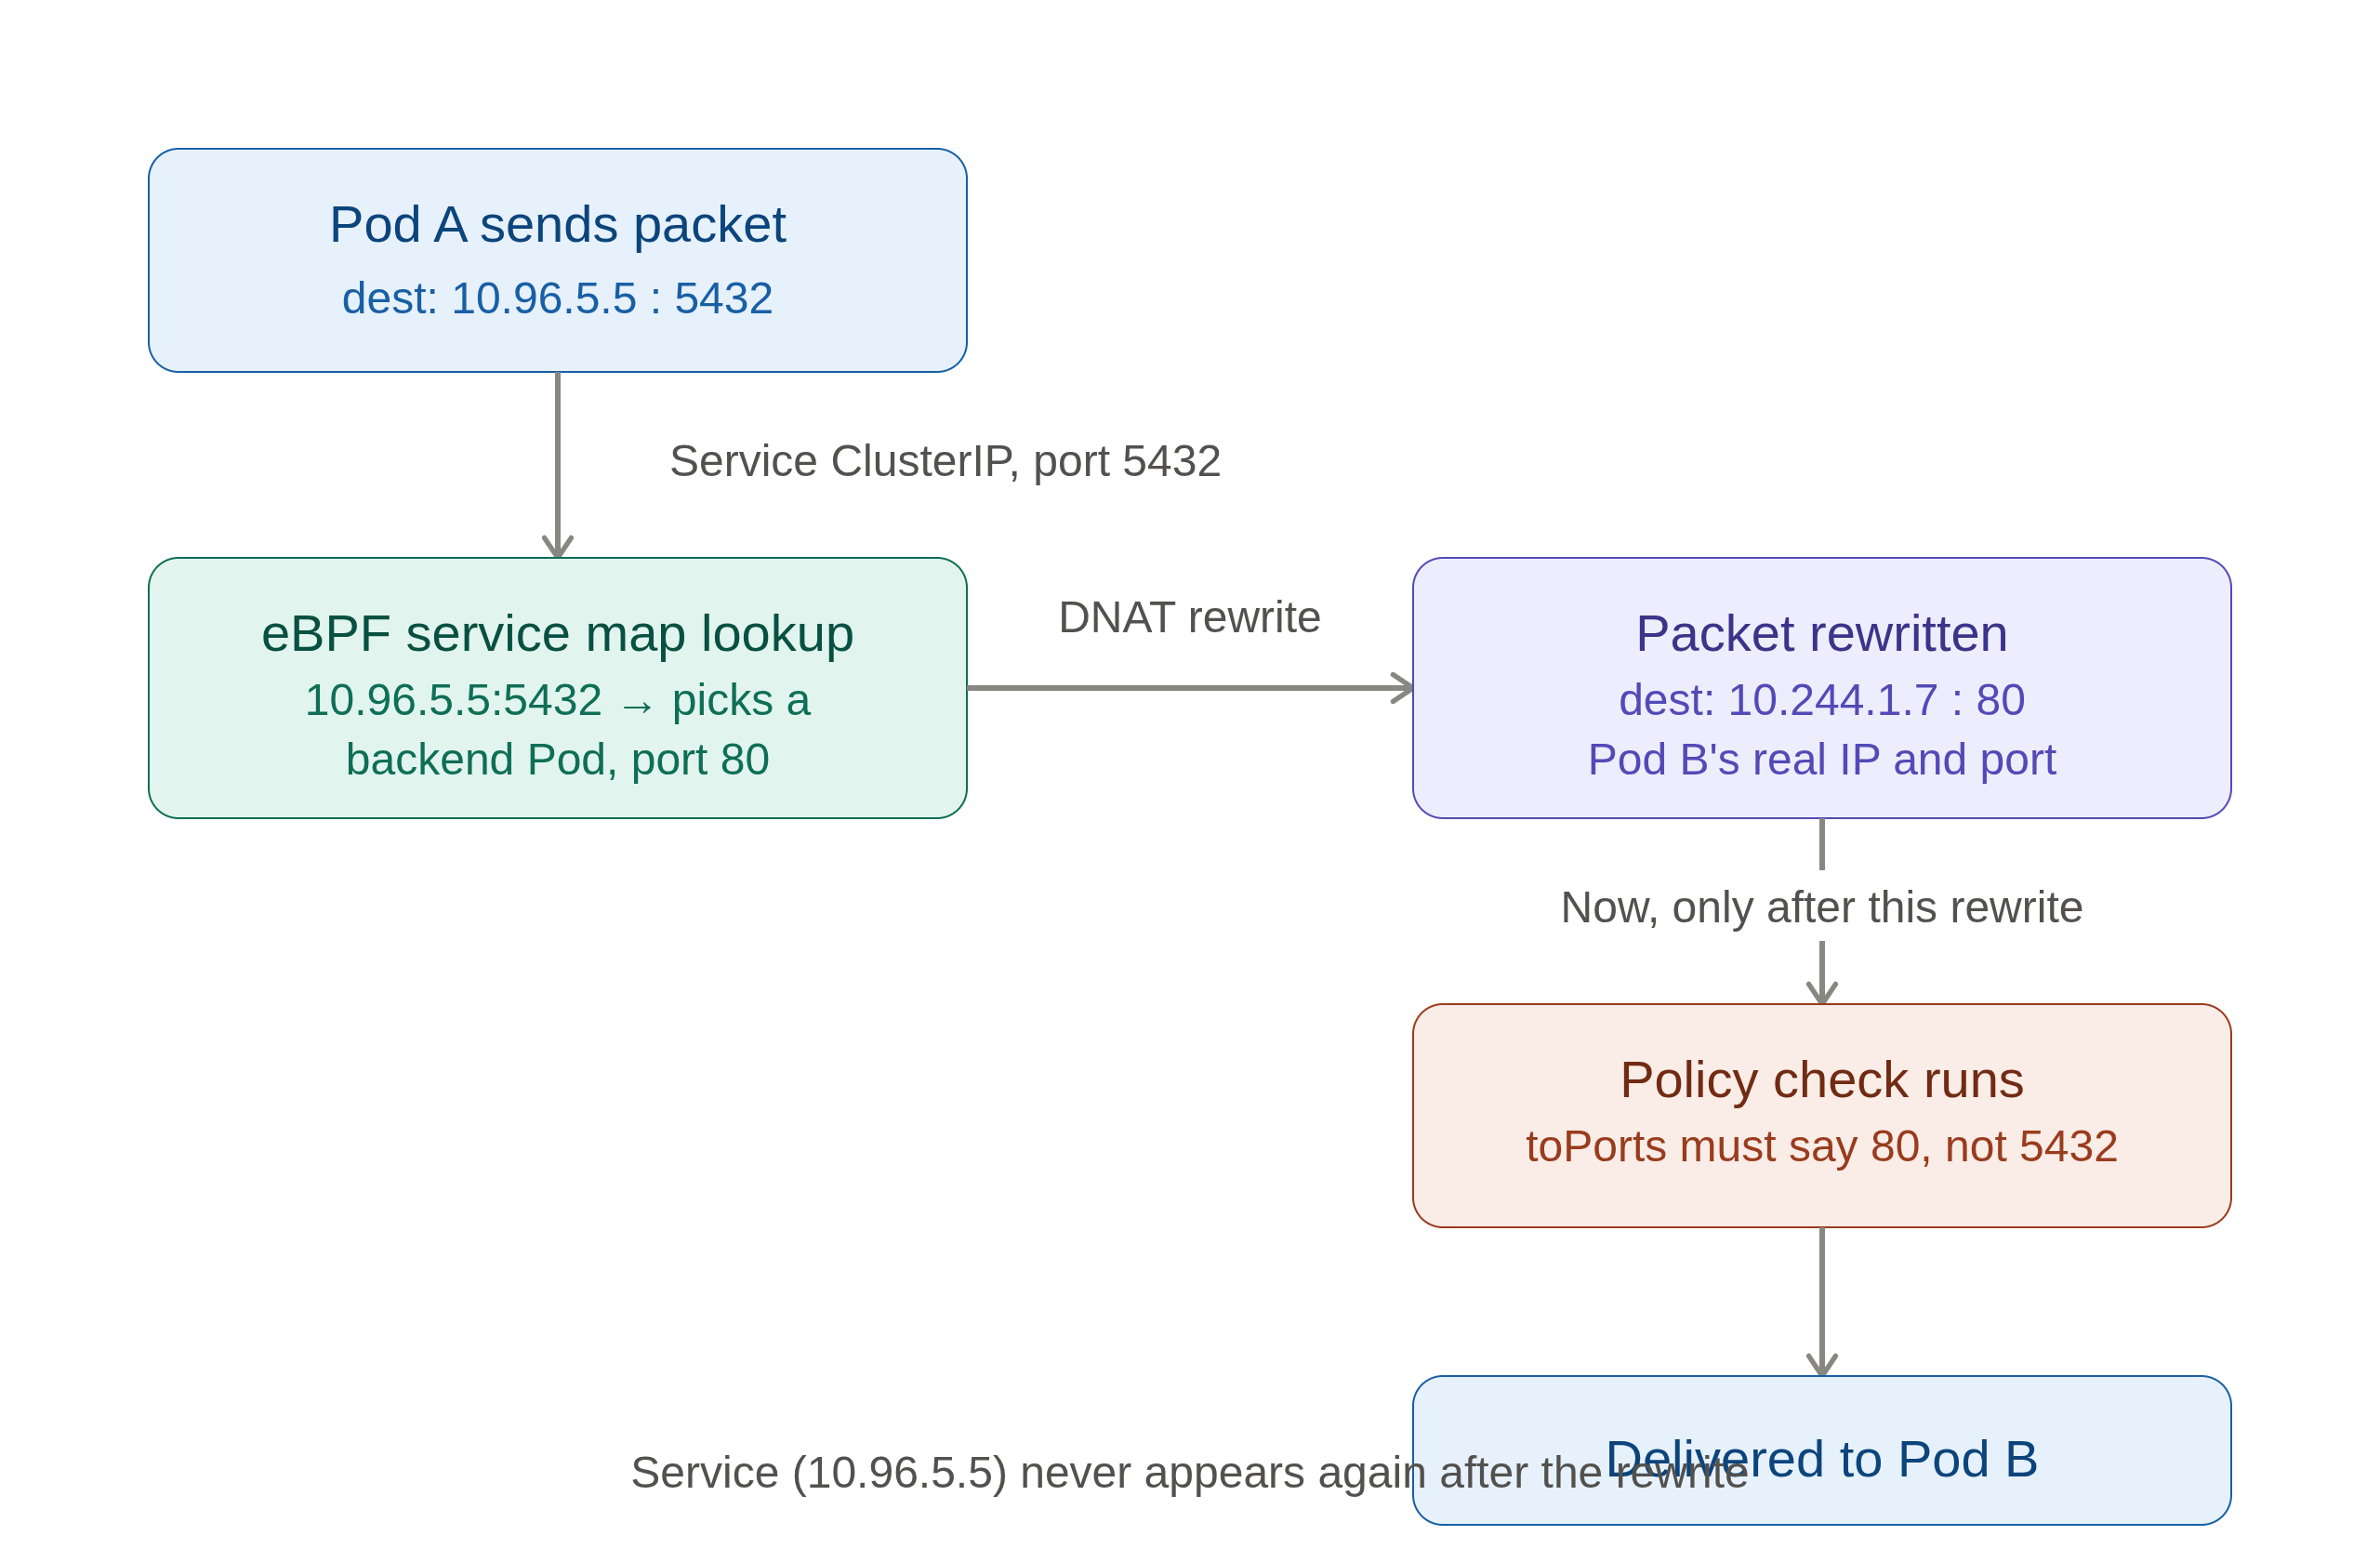 Pod A sends packet
dest: 10.96.5.5 : 5432
Service ClusterIP, port 5432
eBPF service map lookup
10.96.5.5:5432 → picks a
backend Pod, port 80
DNAT rewrite
Packet rewritten
dest: 10.244.1.7 : 80
Pod B's real IP and port
Now, only after this rewrite
Policy check runs
toPorts must say 80, not 5432
Delivered to Pod B
Service (10.96.5.5) never appears again after the rewrite